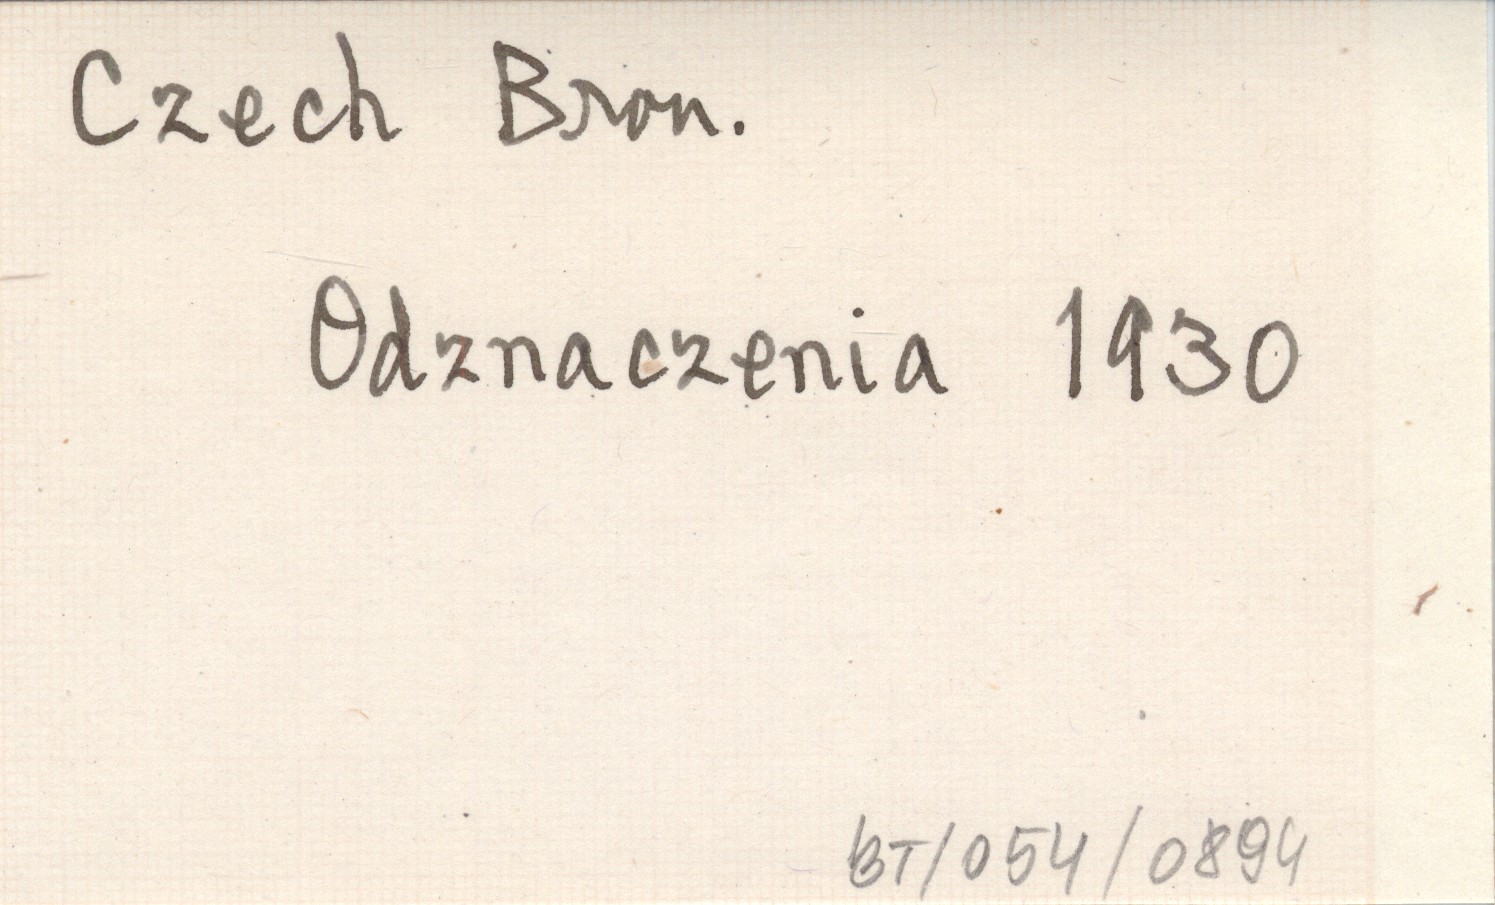 Czech Bron.
Odznaczenia 1930
BT/054/0894